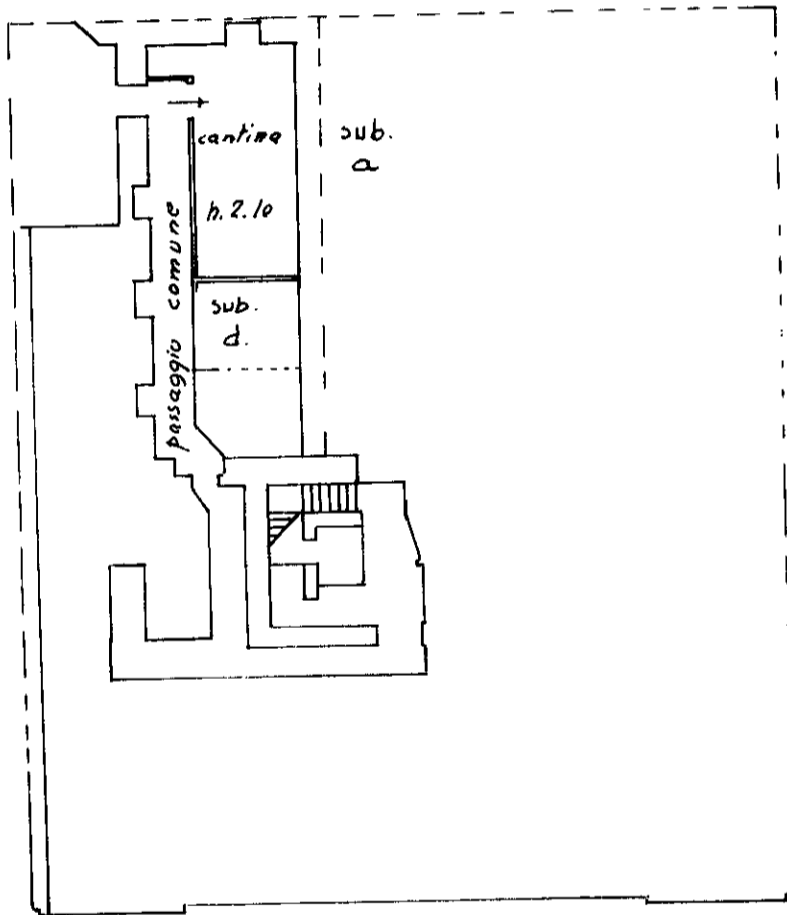 cantina
h. 2.10
sub.
a
sub.
d.
passaggio comune